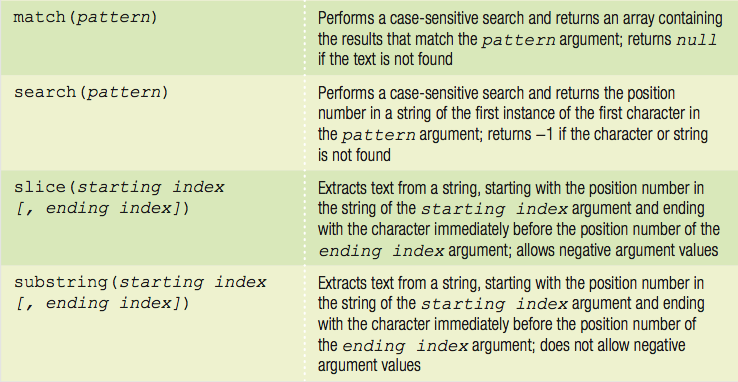 match(pattern)
Performs a case-sensitive search and returns an array containing
the results that match the pattern argument; returns null
if the text is not found
search(pattern)
Performs a case-sensitive search and returns the position
number in a string of the first instance of the first character in
the pattern argument; returns –1 if the character or string
is not found
slice(starting index
[, ending index])
Extracts text from a string, starting with the position number in
the string of the starting index argument and ending
with the character immediately before the position number of the
ending index argument; allows negative argument values
substring(starting index
[, ending index])
Extracts text from a string, starting with the position number in
the string of the starting index argument and ending
with the character immediately before the position number of
the ending index argument; does not allow negative
argument values